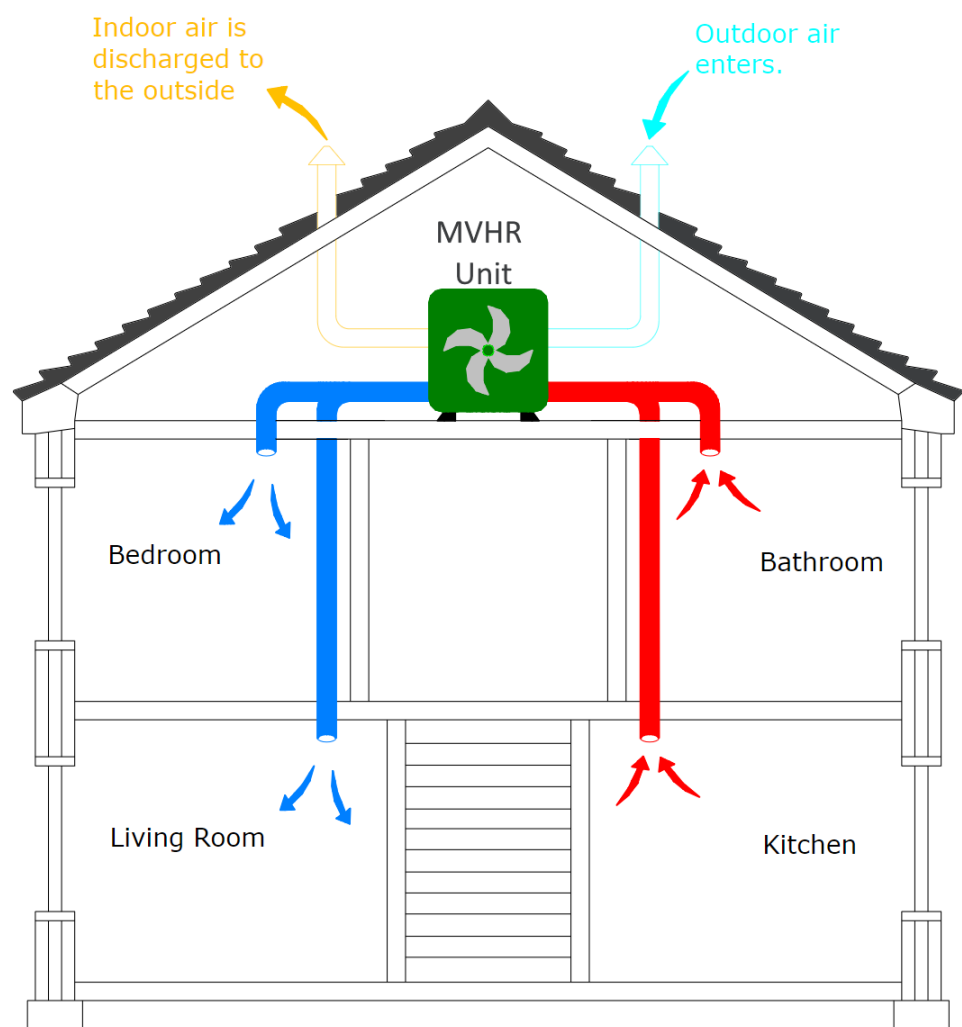 Indoor air is
discharged to
the outside
Outdoor air
enters.
MVHR
Unit
Bedroom
Bathroom
Living Room
Kitchen